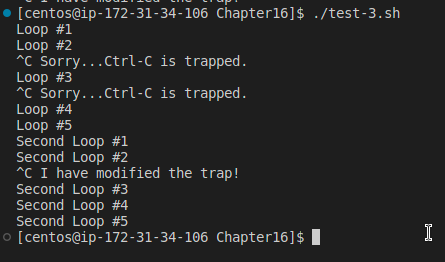 ^C I have modified the trap!
[centos@ip-172-31-34-106 Chapter16]$ ./test-3.sh
Loop #1
Loop #2
^C Sorry...Ctrl-C is trapped.
Loop #3
^C Sorry...Ctrl-C is trapped.
Loop #4
Loop #5
Second Loop #1
Second Loop #2
^C I have modified the trap!
Second Loop #3
Second Loop #4
Second Loop #5
[centos@ip-172-31-34-106 Chapter16]$